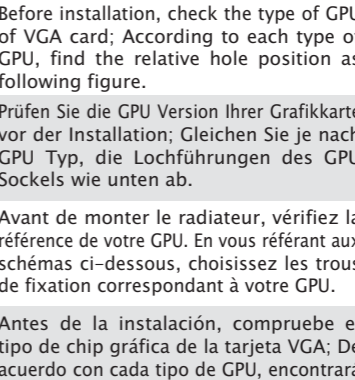 Before installation, check the type of GPU
of VGA card; According to each type of
GPU, find the relative hole position as
following figure.
Prüfen Sie die GPU Version Ihrer Grafikkarte
vor der Installation; Gleichen Sie je nach
GPU Typ, die Lochführungen des GPU
Sockels wie unten ab.
Avant de monter le radiateur, vérifiez la
référence de votre GPU. En vous référant aux
schémas ci-dessous, choisissez les trous
de fixation correspondant à votre GPU.
Antes de la instalación, compruebe e
tipo de chip gráfica de la tarjeta VGA; De
acuerdo con cada tipo de GPU, encontrara